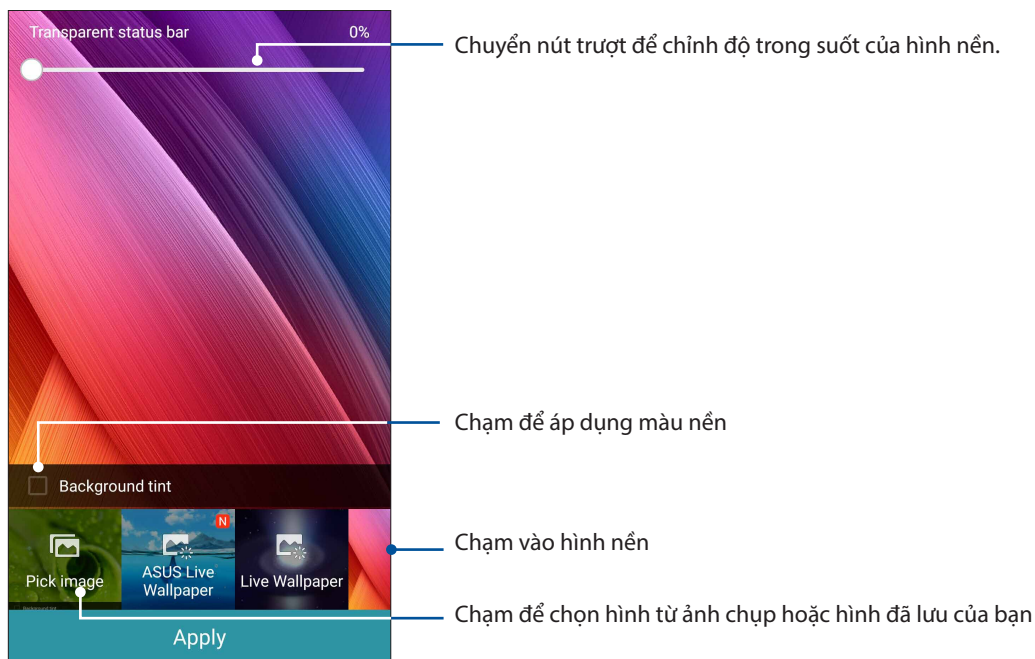 Transparent status bar 0%
Chuyển nút trượt để chỉnh độ trong suốt của hình nền.
Chạm để áp dụng màu nền
Background tint
N
Chạm vào hình nền
Pick image
ASUS Live
Wallpaper
Live Wallpaper
Background tint
Chạm để chọn hình từ ảnh chụp hoặc hình đã lưu của bạn
Apply